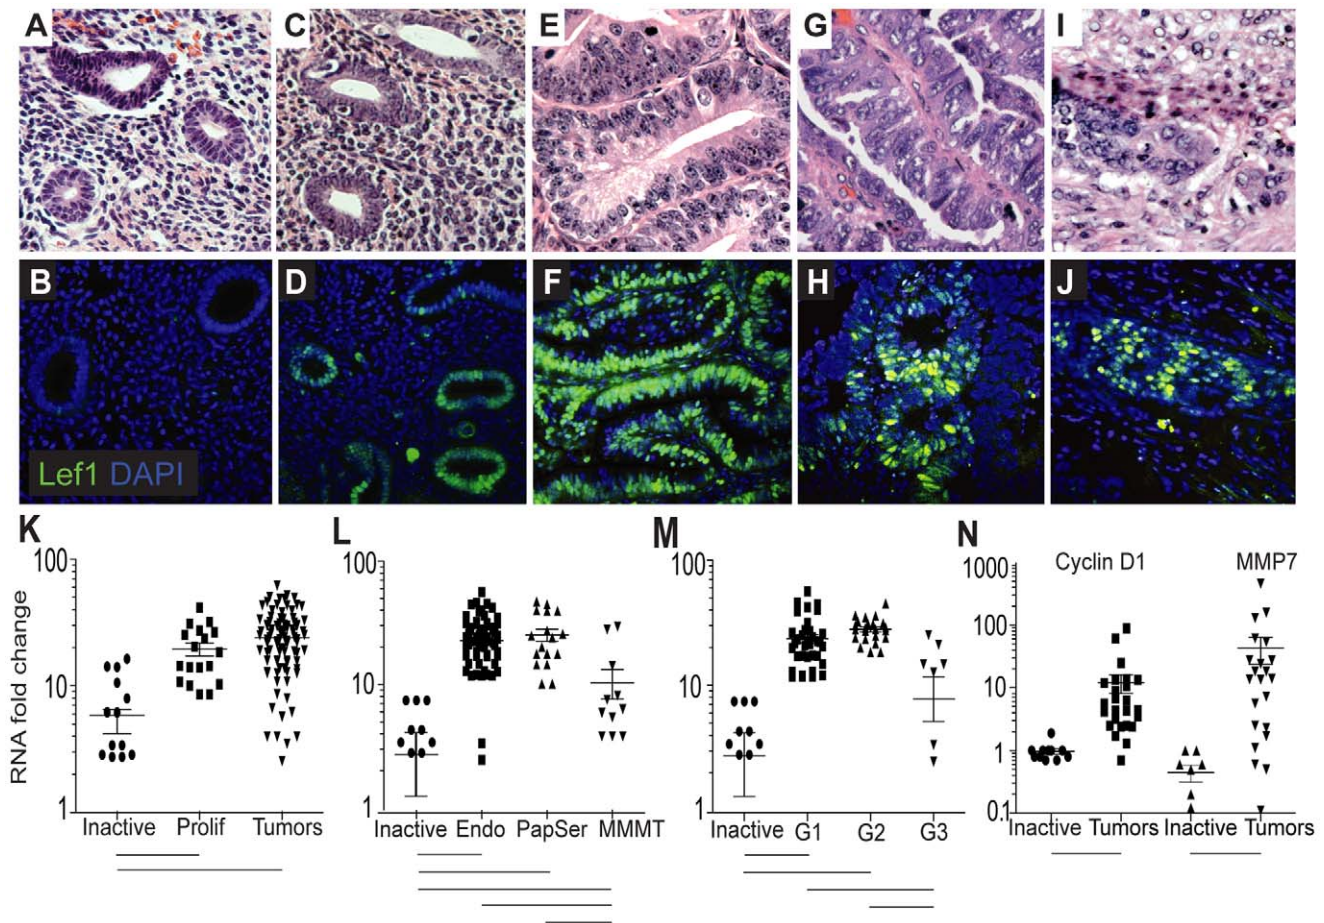 A C E G I
B D F H J
Lef1 DAPI
K L M N
100 100 100 1000
Cyclin D1 MMP7
100
10 10 10 10
1
1 1 1 0.1
RNA fold change
Inactive Prolif Tumors
Inactive Endo PapSer MMMT
Inactive G1 G2 G3
Inactive Tumors Inactive Tumors